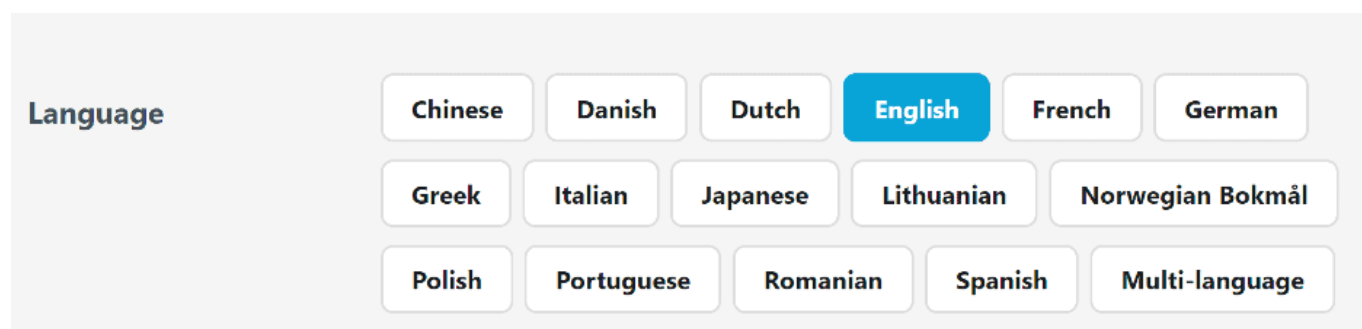 Language
Chinese Danish Dutch English French German
Greek Italian Japanese Lithuanian Norwegian Bokmål
Polish Portuguese Romanian Spanish Multi-language